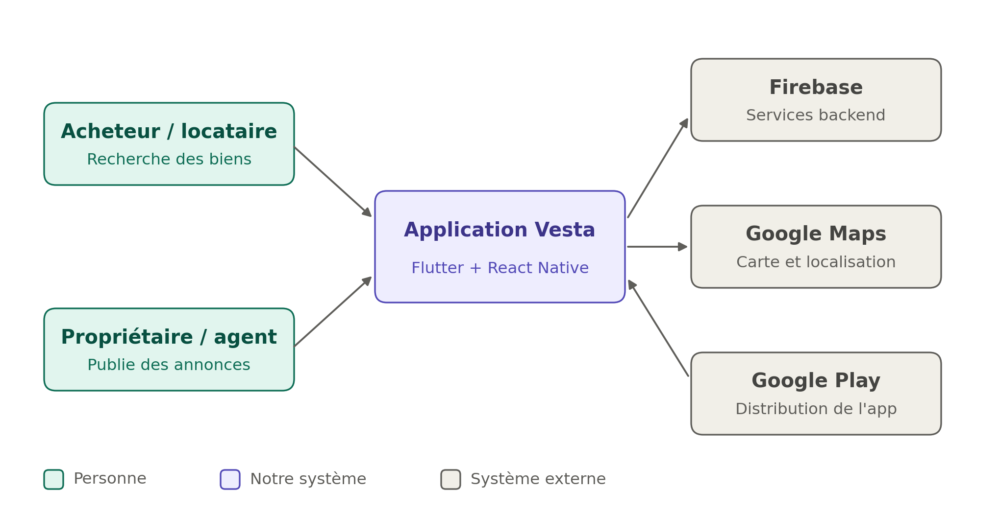 Acheteur / locataire
Recherche des biens
Propriétaire / agent
Publie des annonces
Application Vesta
Flutter + React Native
Firebase
Services backend
Google Maps
Carte et localisation
Google Play
Distribution de l'app
Personne
Notre système
Système externe